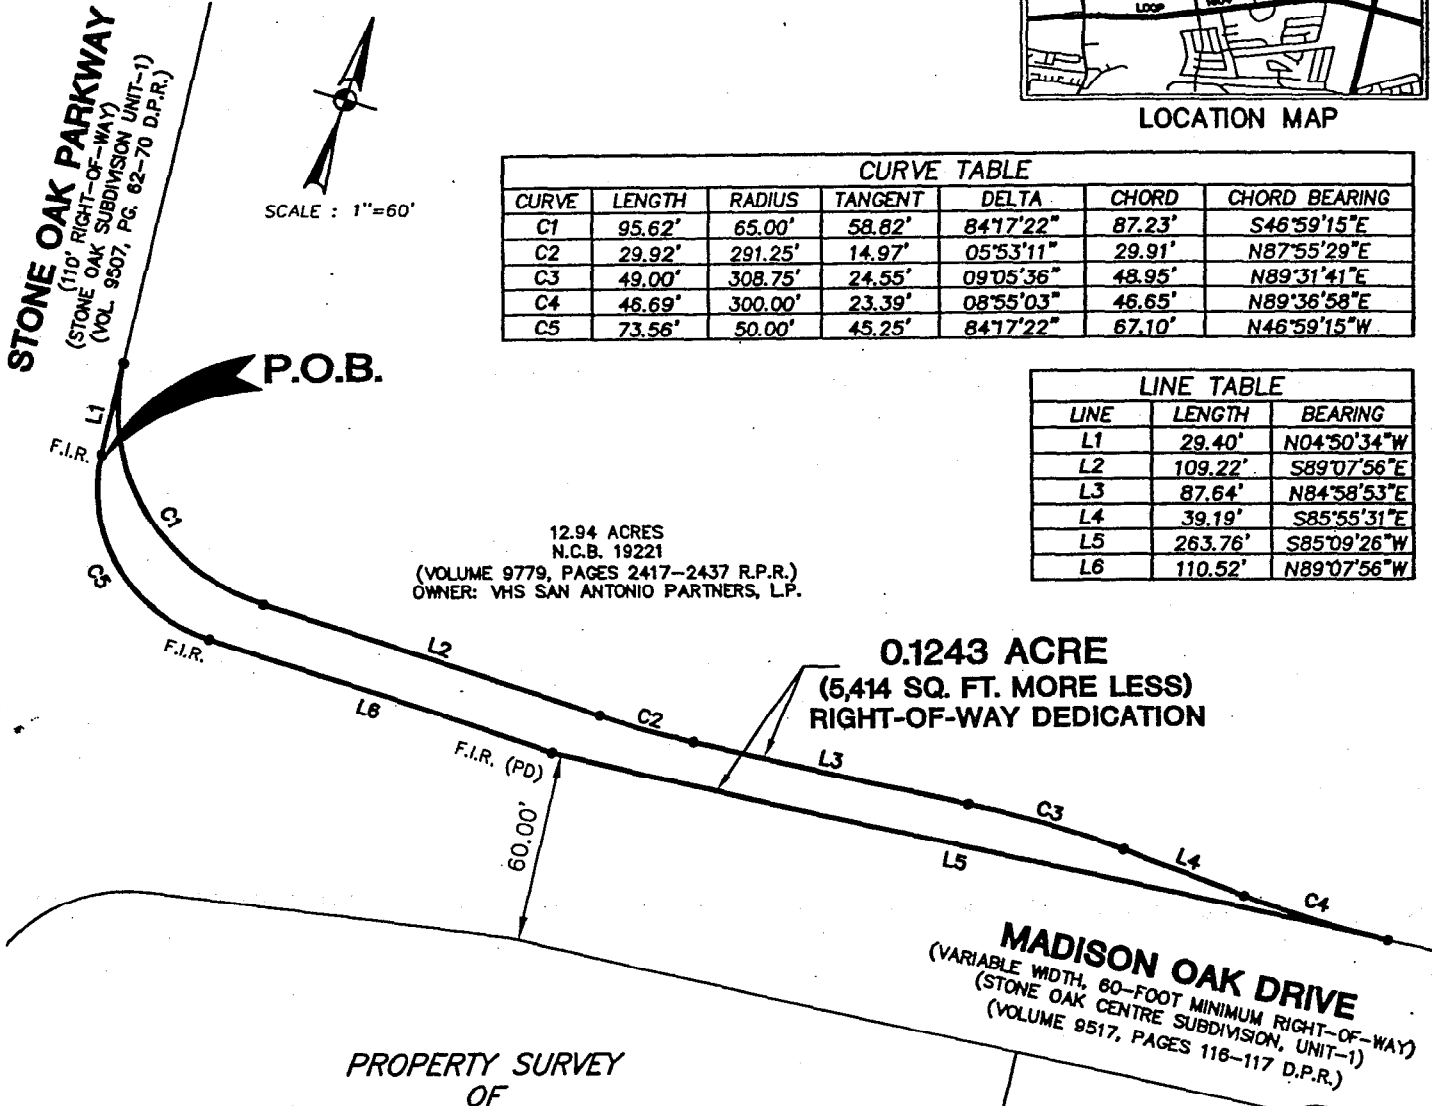 LOOP 1604
LOCATION MAP
STONE OAK PARKWAY
(110' RIGHT-OF-WAY)
(STONE OAK SUBDIVISION UNIT-1)
(VOL. 9507, PG. 62-70 D.P.R.)
SCALE : 1"=60'
CURVE TABLE
CURVE LENGTH RADIUS TANGENT DELTA CHORD CHORD BEARING
C1 95.62' 65.00' 58.82' 84°17'22" 87.23' S46°59'15"E
C2 29.92' 291.25' 14.97' 05°53'11" 29.91' N87°55'29"E
C3 49.00' 308.75' 24.55' 09°05'36" 48.95' N89°31'41"E
C4 46.69' 300.00' 23.39' 08°55'03" 46.65' N89°36'58"E
C5 73.56' 50.00' 45.25' 84°17'22" 67.10' N46°59'15"W
P.O.B.
LINE TABLE
LINE LENGTH BEARING
L1 29.40' N04°50'34"W
L2 109.22' S89°07'56"E
L3 87.64' N84°58'53"E
L4 39.19' S85°55'31"E
L5 263.76' S85°09'26"W
L6 110.52' N89°07'56"W
L1
F.I.R.
C1
C5
12.94 ACRES
N.C.B. 19221
(VOLUME 9779, PAGES 2417-2437 R.P.R.)
OWNER: VHS SAN ANTONIO PARTNERS, L.P.
F.I.R.
L2
L6
0.1243 ACRE
(5,414 SQ. FT. MORE LESS)
RIGHT-OF-WAY DEDICATION
C2
F.I.R. (PD)
L3
60.00'
C3
L5
L4
C4
MADISON OAK DRIVE
(VARIABLE WIDTH, 60-FOOT MINIMUM RIGHT-OF-WAY)
(STONE OAK CENTRE SUBDIVISION, UNIT-1)
(VOLUME 9517, PAGES 116-117 D.P.R.)
PROPERTY SURVEY
OF